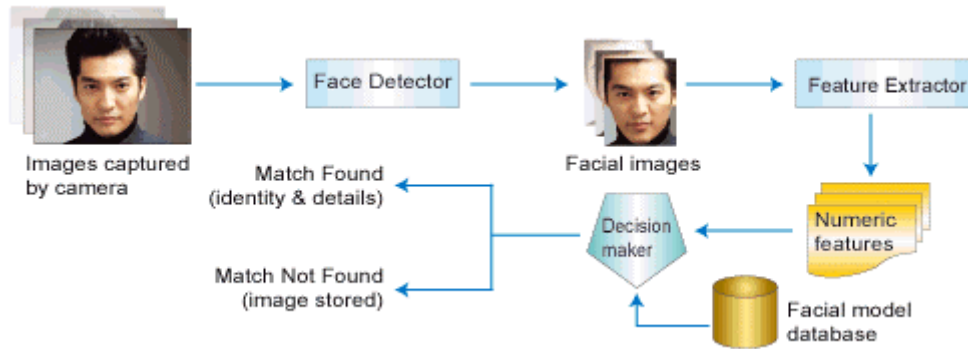 Face Detector
Feature Extractor
Images captured
by camera
Facial images
Match Found
(identity & details)
Decision
maker
Numeric
features
Match Not Found
(image stored)
Facial model
database